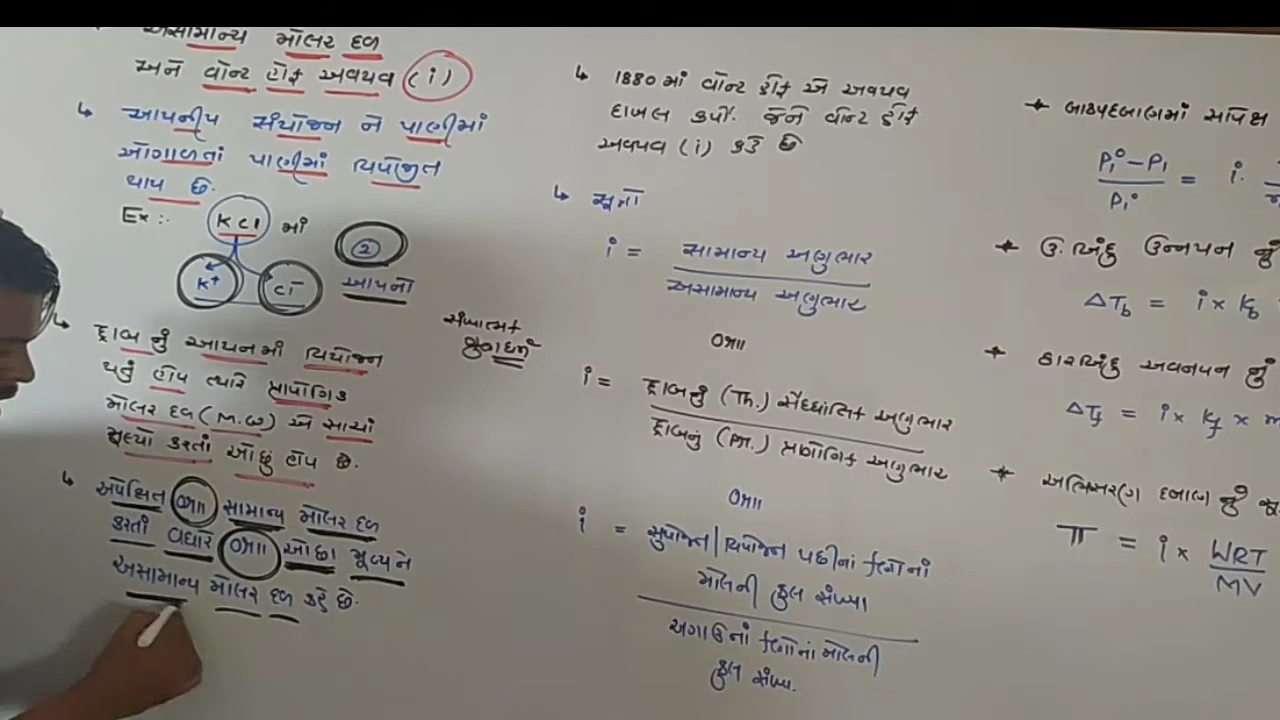 અસામાન્ય મોલર દળ
અને વોન્ટ હોફ અવયવ (i)
↳ આયનીય સંયોજન ને પાણીમાં
ઓગાળતાં પાણીમાં વિયોજીત
થાય છે.
Ex :- KCl માં 2
K+ Cl- આયનો
↳ દ્રાવ્ય નું આયનમાં વિયોજન
થતું હોય ત્યારે પ્રાયોગિક
મોલર દળ (M.W) એ સાચાં
મૂલ્યો કરતાં ઓછું હોય છે.
સંખ્યાત્મક
ગુણધર્મ
↳ અપેક્ષિત અથવા સામાન્ય મોલર દળ
કરતાં વધારે અથવા ઓછા મૂલ્યને
અસામાન્ય મોલર દળ કહે છે.
↳ 1880 માં વોન્ટ હોફ એ અવયવ
દાખલ કર્યો. જેને વોન્ટ હોફ
અવયવ (i) કહે છે
↳ સૂત્રો
i = સામાન્ય અણુભાર
અસામાન્ય અણુભાર
અથવા
i = દ્રાવ્યનું (Th.) સૈદ્ધાંતિક અણુભાર
દ્રાવ્યનું (Pr.) પ્રાયોગિક અણુભાર
અથવા
i = સુયોજન/વિયોજન પછીનાં કણોનાં
મોલની કુલ સંખ્યા
અગાઉનાં કણોનાં મોલની
કુલ સંખ્યા.
* બાષ્પદબાણમાં સાપેક્ષ
P₁° - P₁
P₁° = i.
* ઉ.બિંદુ ઉન્નયન નું
ΔTb = i × Kb
* ઠારબિંદુ અવનયન નું
ΔTf = i × Kf × m
* અભિસરણ દબાણ નું
π = i × WRT
MV